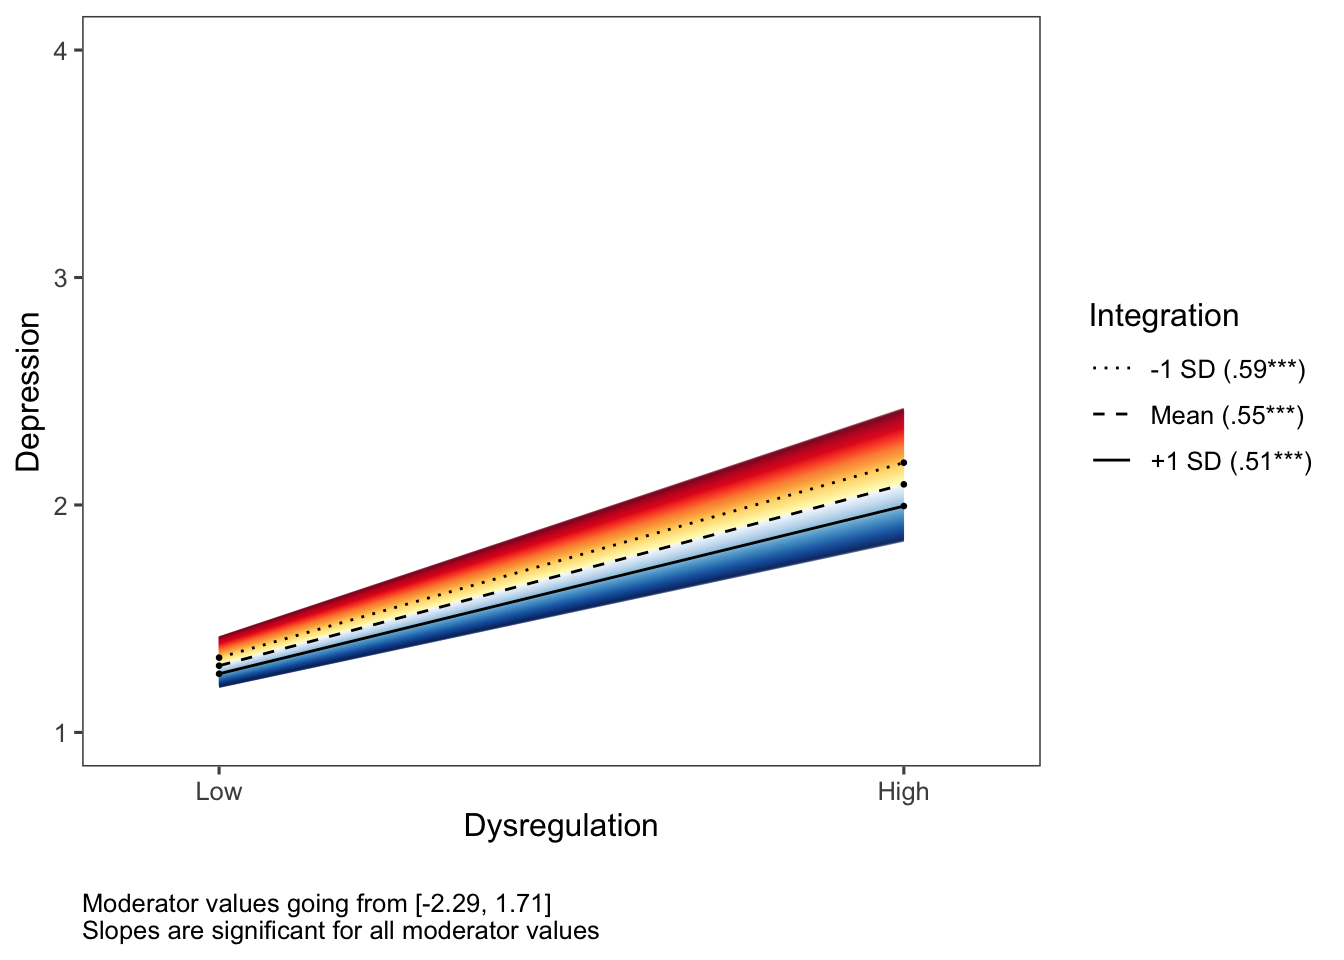 4
3
2
1
Depression
Low
High
Dysregulation
Integration
-1 SD (.59***)
Mean (.55***)
+1 SD (.51***)
Moderator values going from [-2.29, 1.71]
Slopes are significant for all moderator values